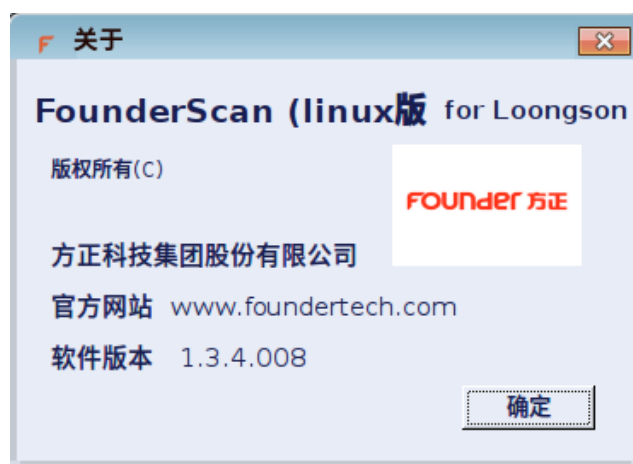 关于
FounderScan (linux版 for Loongson
版权所有(C)
FOUNDER 方正
方正科技集团股份有限公司
官方网站 www.foundertech.com
软件版本 1.3.4.008
确定